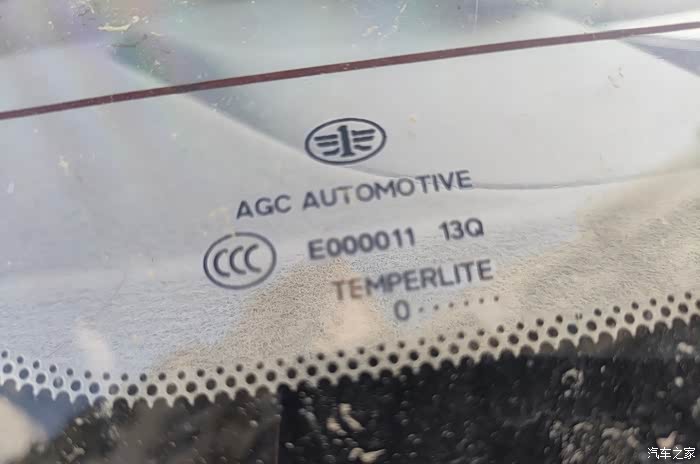 AGC AUTOMOTIVE
CCC E000011 13Q
TEMPERLITE
0·······
汽车之家